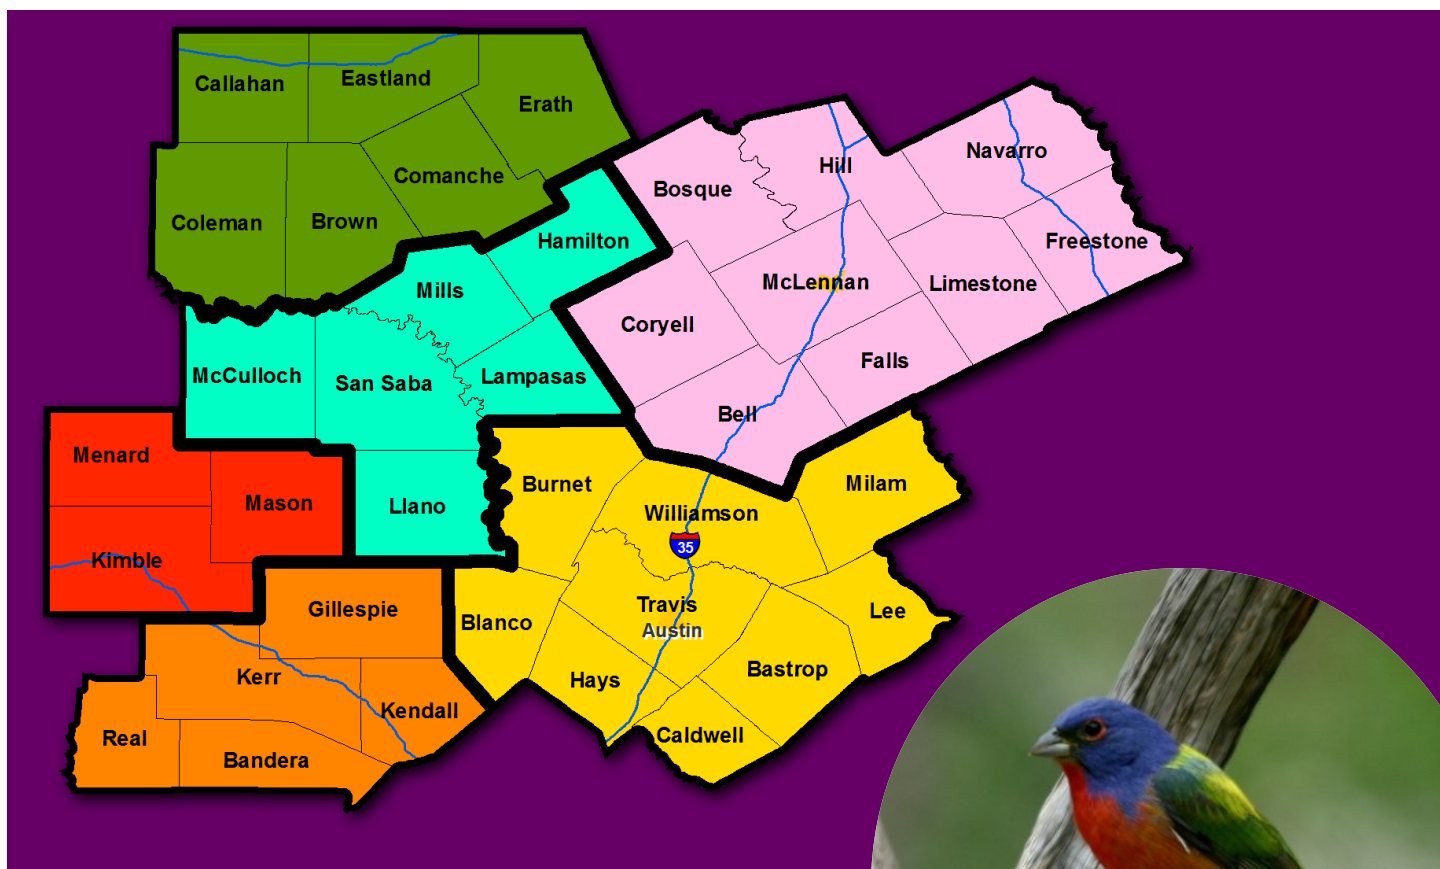 Callahan
Eastland
Erath
Comanche
Coleman
Brown
Hamilton
Mills
McCulloch
San Saba
Lampasas
Llano
Bosque
Hill
Navarro
Freestone
McLennan
Limestone
Coryell
Falls
Bell
Menard
Mason
Kimble
Burnet
Williamson
Milam
35
Travis
Austin
Blanco
Lee
Hays
Bastrop
Caldwell
Gillespie
Kerr
Kendall
Real
Bandera